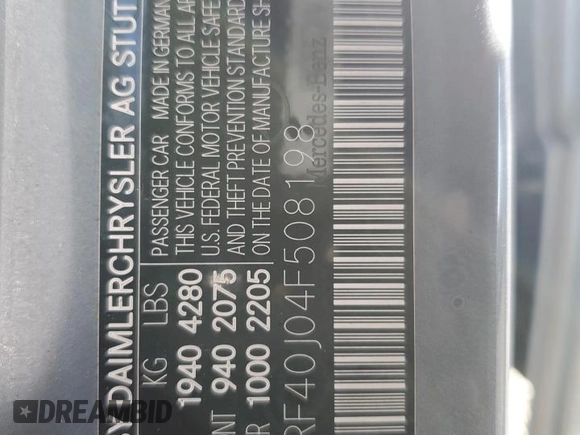 BY DAIMLERCHRYSLER AG STUT
PASSENGER CAR MADE IN GERMAN
THIS VEHICLE CONFORMS TO ALL AP
U.S. FEDERAL MOTOR VEHICLE SAFE
AND THEFT PREVENTION STANDARD
ON THE DATE OF MANUFACTURE SH
KG LBS
1940 4280
NT 940 2075
R 1000 2205
RF40J04F508198
Mercedes-Benz
DREAMBID